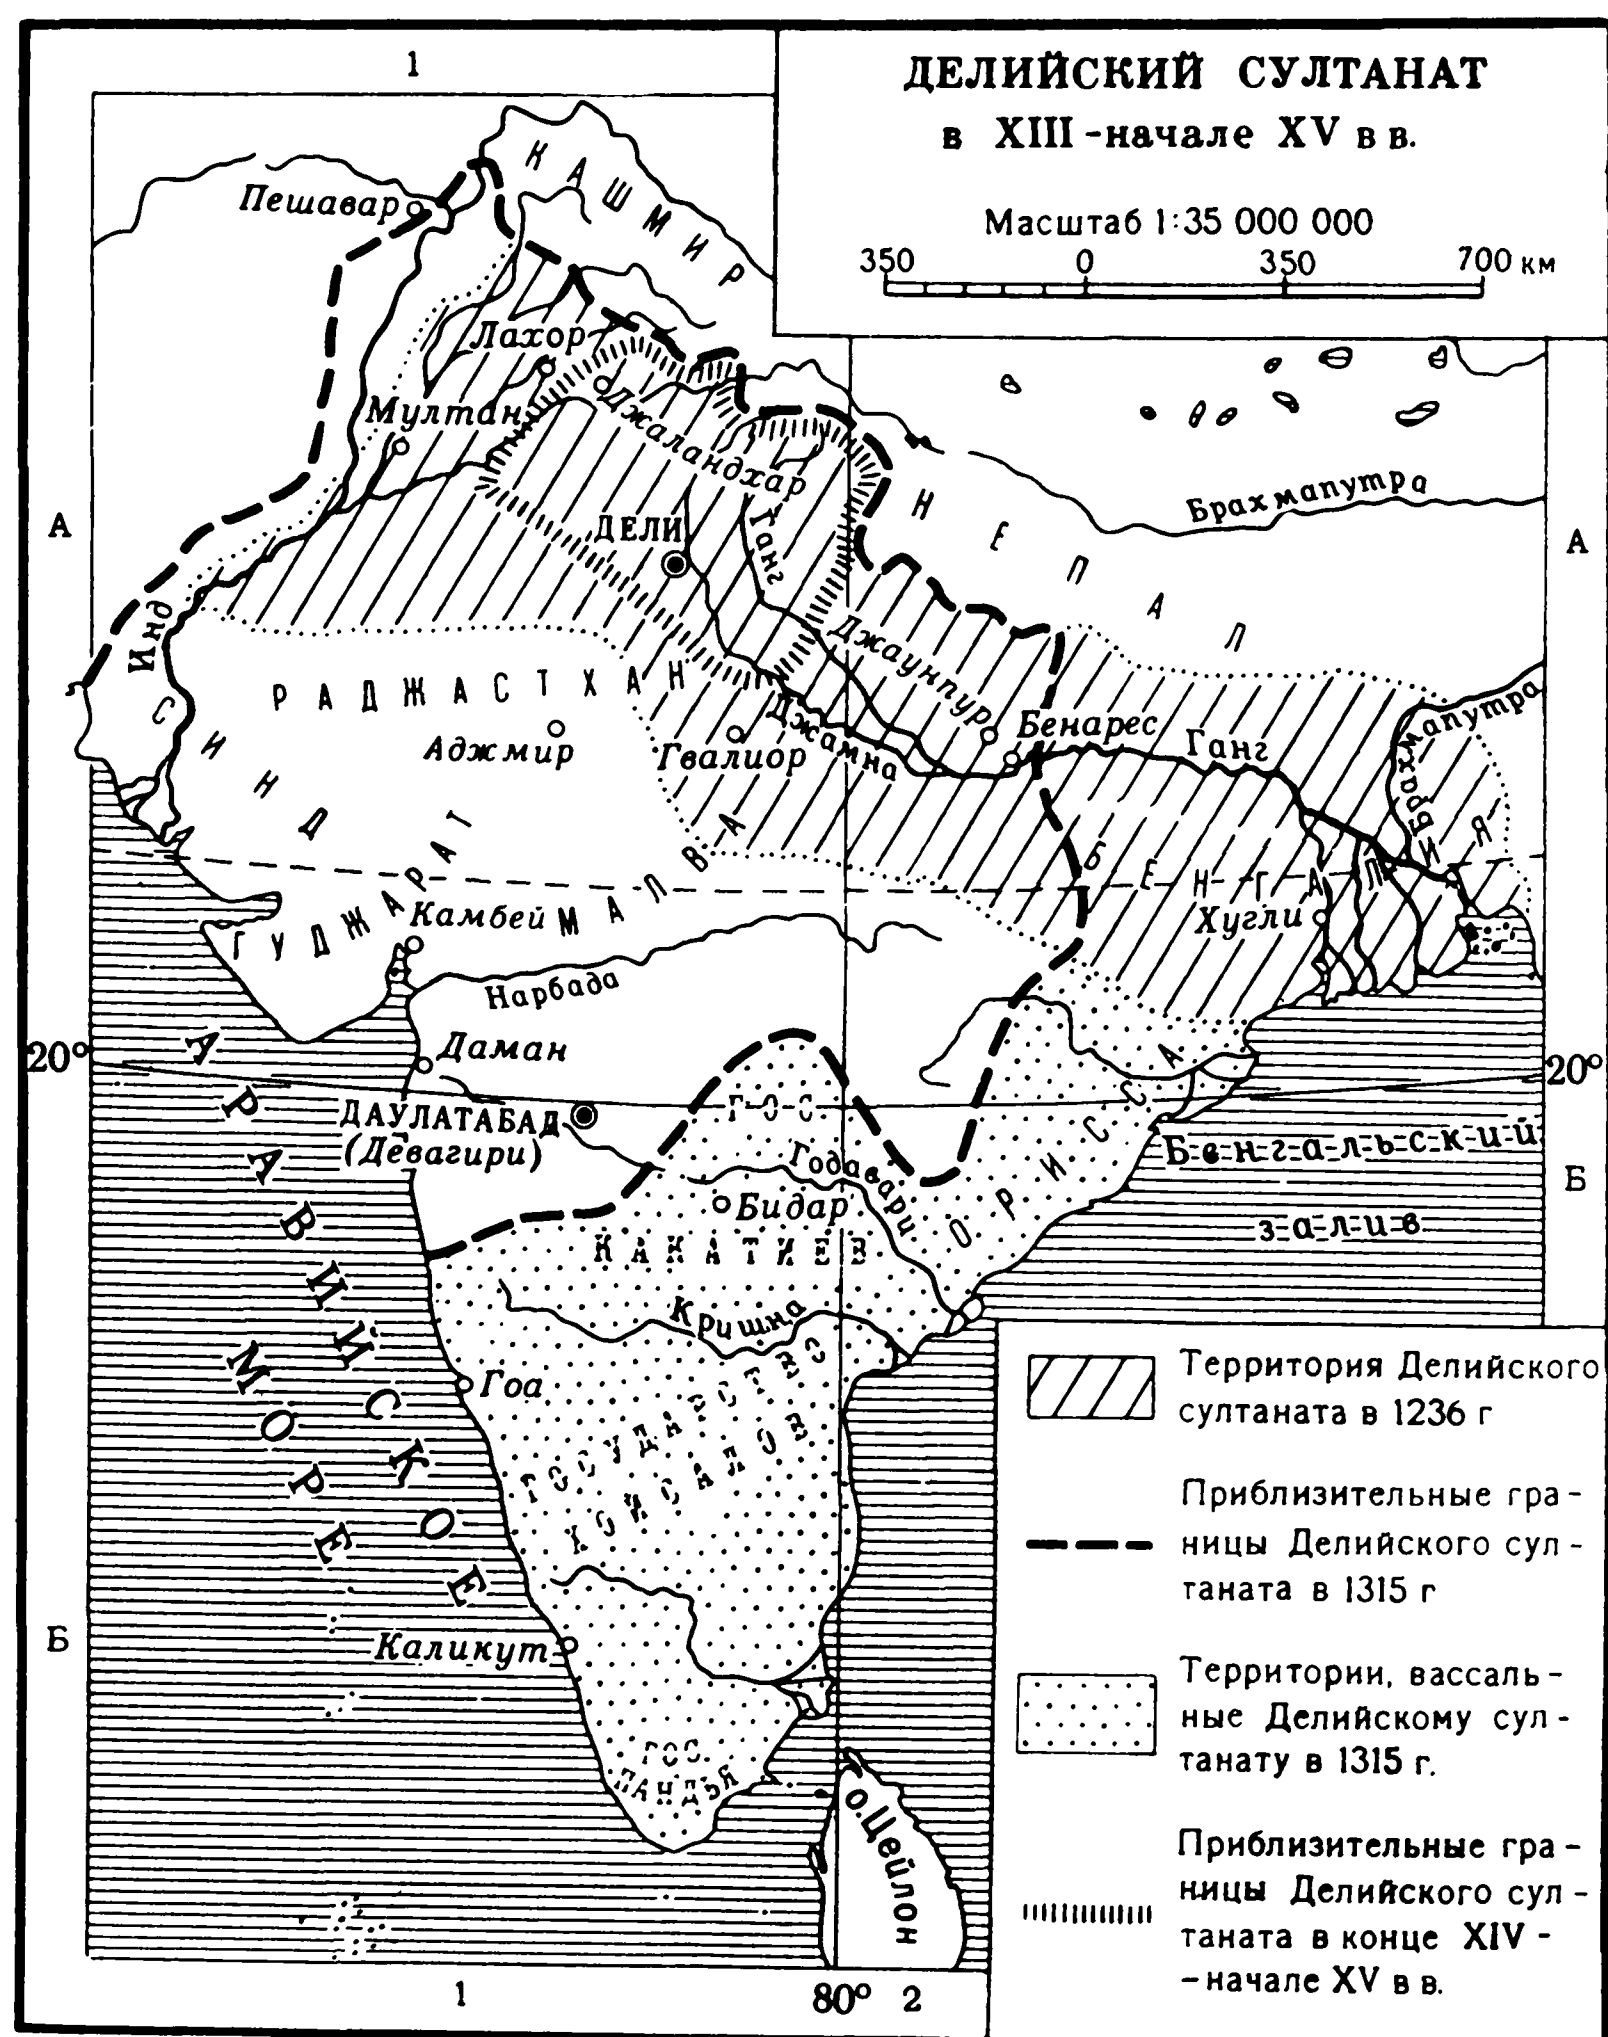 1
ДЕЛИЙСКИЙ СУЛТАНАТ
в XIII - начале XV в в.
Масштаб 1:35 000 000
350 0 350 700 км
КАШМИР
Пешавар
Лахор
Мултан
Джаландхар
ДЕЛИ
Ганг
НЕПАЛ
Брахмапутра
А
А
Инд
СИНД
РАДЖАСТХАН
Аджмир
Гвалиор
Джамна
Джаунпур
Бенарес
Ганг
Брахмапутра
Брахмапутра
БЕНГАЛИЯ
Хугли
ГУДЖАРАТ
Камбей
МАЛВА
Нарбада
Даман
20°
20°
ДАУЛАТАБАД
(Девагири)
ГОС.
Годавари
Бидар
КАКАТИЕВ
ОРИССА
Бенгальский
залив
Б
Б
АРАВИЙСКОЕ
МОРЕ
Кришна
Гоа
ГОСУДАРСТВО
ХОЙСАЛОВ
Каликут
ГОС.
ПАНДЬЯ
о. Цейлон
1
80°
2
Территория Делийского
султаната в 1236 г
Приблизительные гра -
ницы Делийского сул -
таната в 1315 г
Территории, вассаль -
ные Делийскому сул -
танату в 1315 г.
Приблизительные гра -
ницы Делийского сул -
таната в конце XIV -
- начале XV в в.